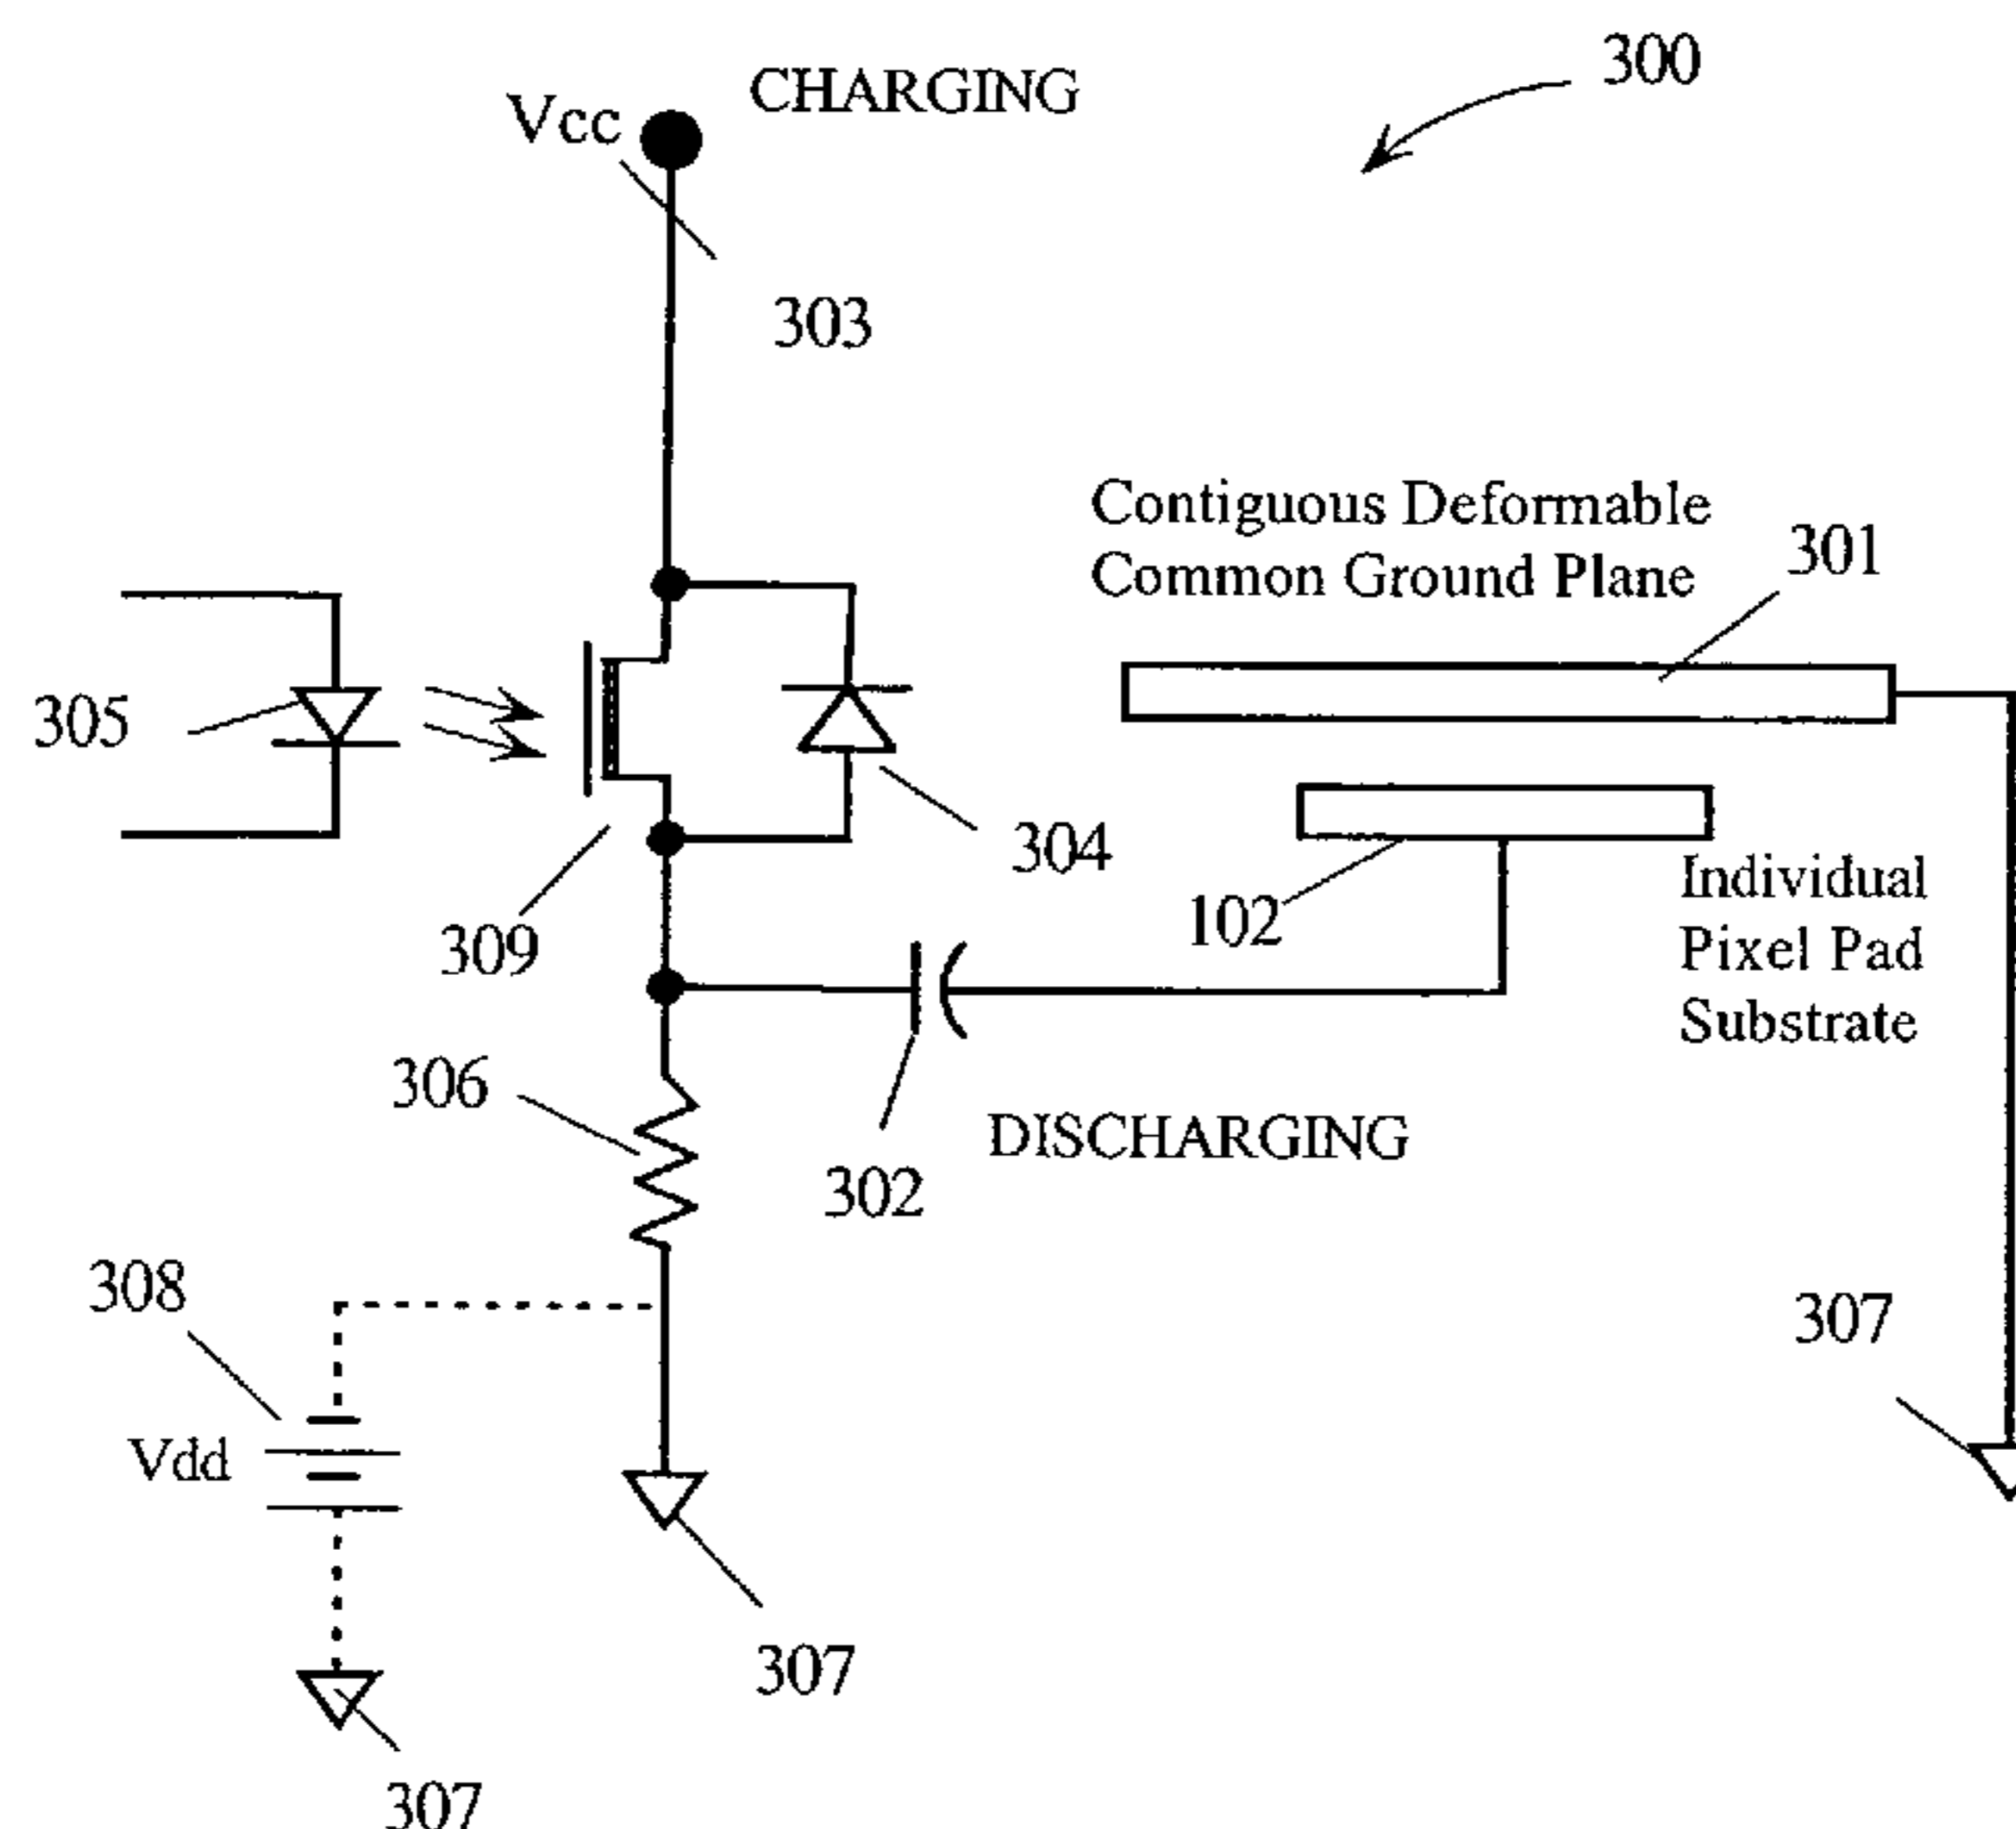 300
CHARGING
Vcc
303
Contiguous Deformable
Common Ground Plane
301
305
304
102
Individual
Pixel Pad
Substrate
309
306
DISCHARGING
302
308
307
Vdd
307
307